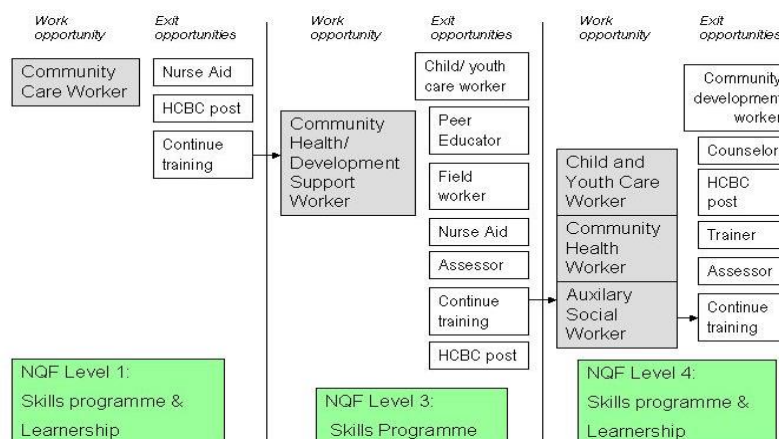 Work
opportunity
Exit
opportunities
Community
Care Worker
Nurse Aid
HCBC post
Continue
training
NQF Level 1:
Skills programme &
Learnership
Work
opportunity
Exit
opportunities
Community
Health/
Development
Support
Worker
Child/ youth
care worker
Peer
Educator
Field
worker
Nurse Aid
Assessor
Continue
training
HCBC post
NQF Level 3:
Skills Programme
Work
opportunity
Exit
opportunities
Child and
Youth Care
Worker
Community
Health
Worker
Auxilary
Social
Worker
Community
development
worker
Counselor
HCBC
post
Trainer
Assessor
Continue
training
NQF Level 4:
Skills programme &
Learnership